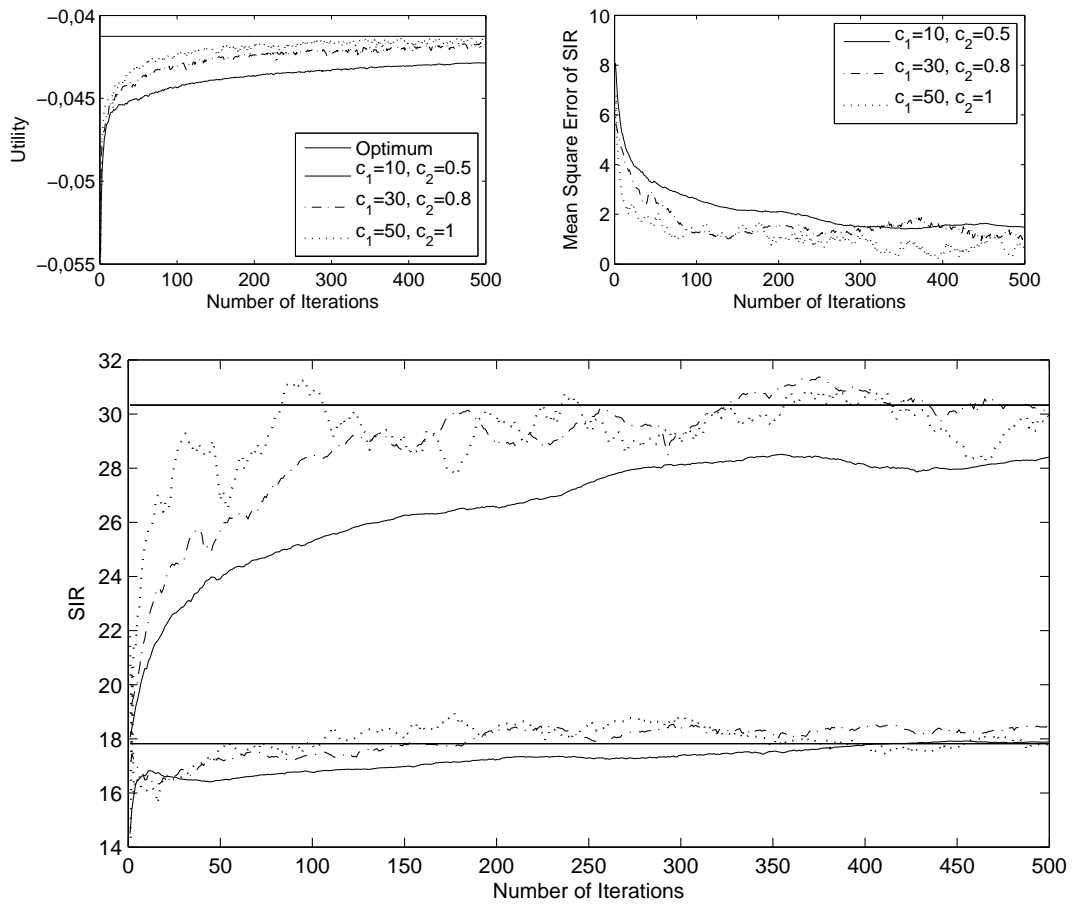 −0,04
−0,045
−0,05
−0,055
0 100 200 300 400 500
Utility
Number of Iterations
Optimum
c1=10, c2=0.5
c1=30, c2=0.8
c1=50, c2=1
10
8
6
4
2
0
0 100 200 300 400 500
Mean Square Error of SIR
Number of Iterations
c1=10, c2=0.5
c1=30, c2=0.8
c1=50, c2=1
32
30
28
26
24
22
20
18
16
14
0 50 100 150 200 250 300 350 400 450 500
SIR
Number of Iterations